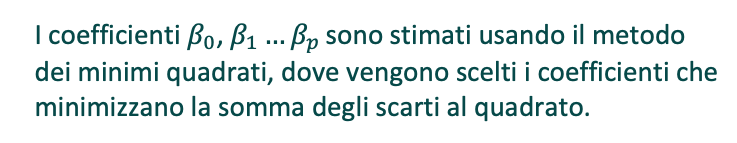 I coefficienti β₀, β₁ ... βₚ sono stimati usando il metodo
dei minimi quadrati, dove vengono scelti i coefficienti che
minimizzano la somma degli scarti al quadrato.